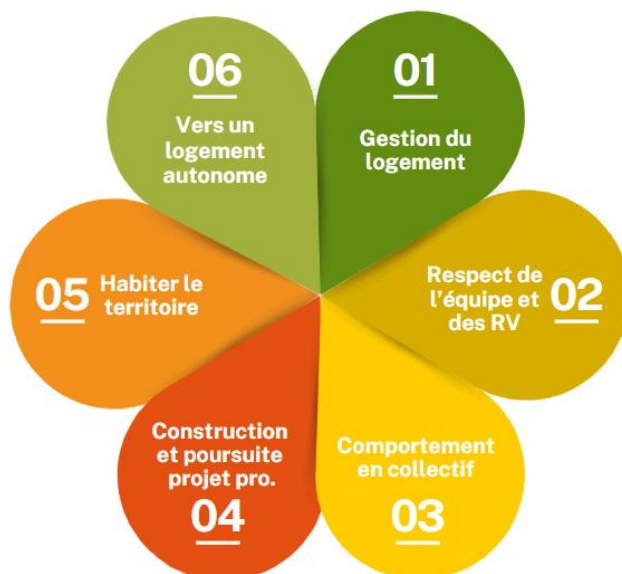 01
Gestion du
logement
Respect de
l'équipe et
des RV
02
Comportement
en collectif
03
Construction
et poursuite
projet pro.
04
05
Habiter le
territoire
06
Vers un
logement
autonome